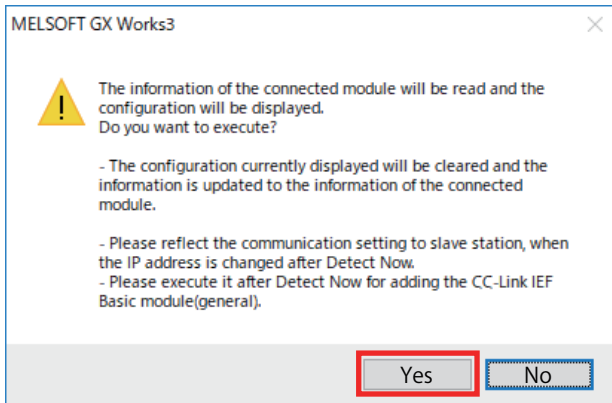 MELSOFT GX Works3
The information of the connected module will be read and the
configuration will be displayed.
Do you want to execute?
- The configuration currently displayed will be cleared and the
information is updated to the information of the connected
module.
- Please reflect the communication setting to slave station, when
the IP address is changed after Detect Now.
- Please execute it after Detect Now for adding the CC-Link IEF
Basic module(general).
Yes No